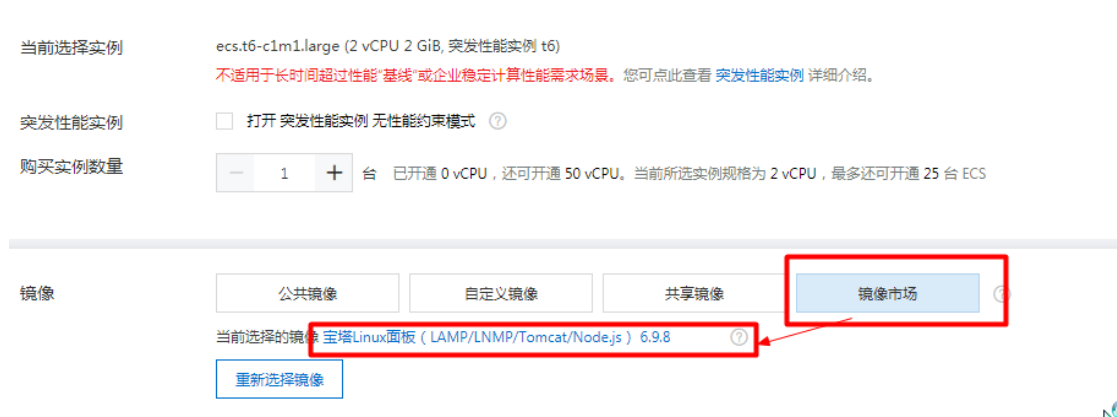 当前选择实例 ecs.t6-c1m1.large (2 vCPU 2 GiB, 突发性能实例 t6)
不适用于长时间超过性能"基线"或企业稳定计算性能需求场景。您可点此查看 突发性能实例 详细介绍。
突发性能实例 打开 突发性能实例 无性能约束模式 ?
购买实例数量 — 1 + 台 已开通 0 vCPU，还可开通 50 vCPU。当前所选实例规格为 2 vCPU，最多还可开通 25 台 ECS
镜像 公共镜像 自定义镜像 共享镜像 镜像市场 ?
当前选择的镜像 宝塔Linux面板（LAMP/LNMP/Tomcat/Node.js）6.9.8 ?
重新选择镜像